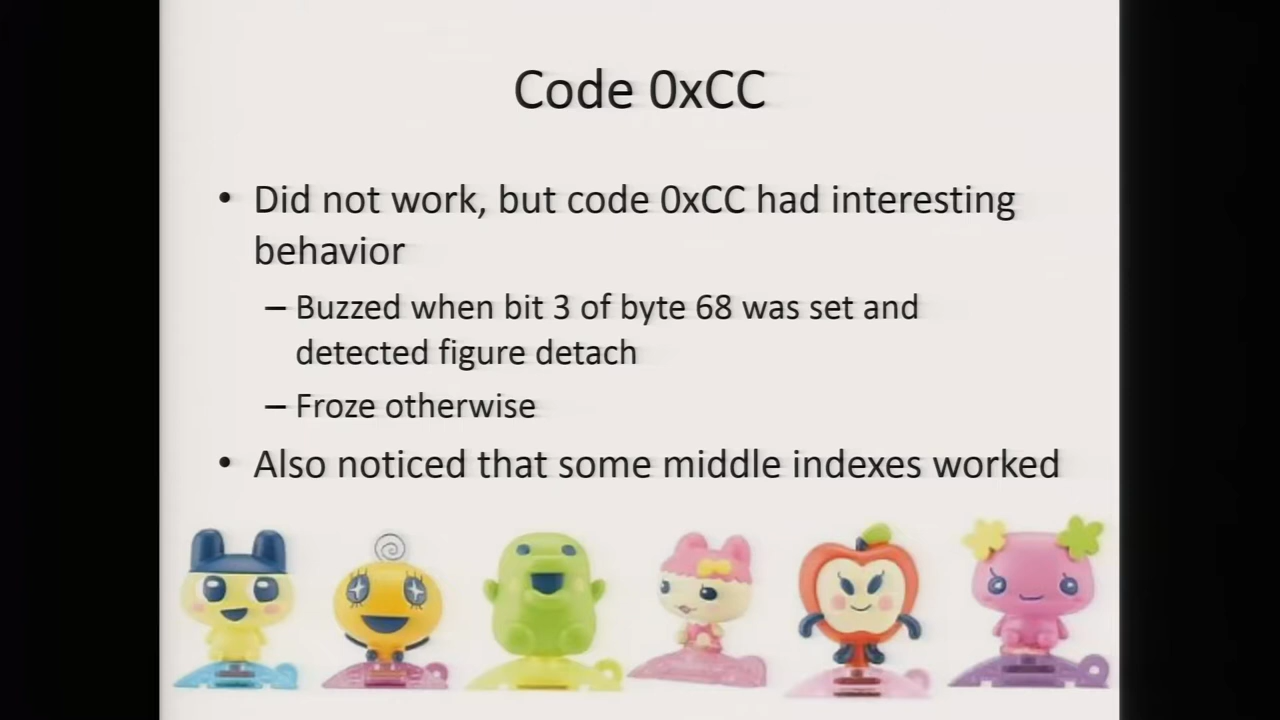 Code 0xCC
• Did not work, but code 0xCC had interesting
behavior
– Buzzed when bit 3 of byte 68 was set and
detected figure detach
– Froze otherwise
• Also noticed that some middle indexes worked